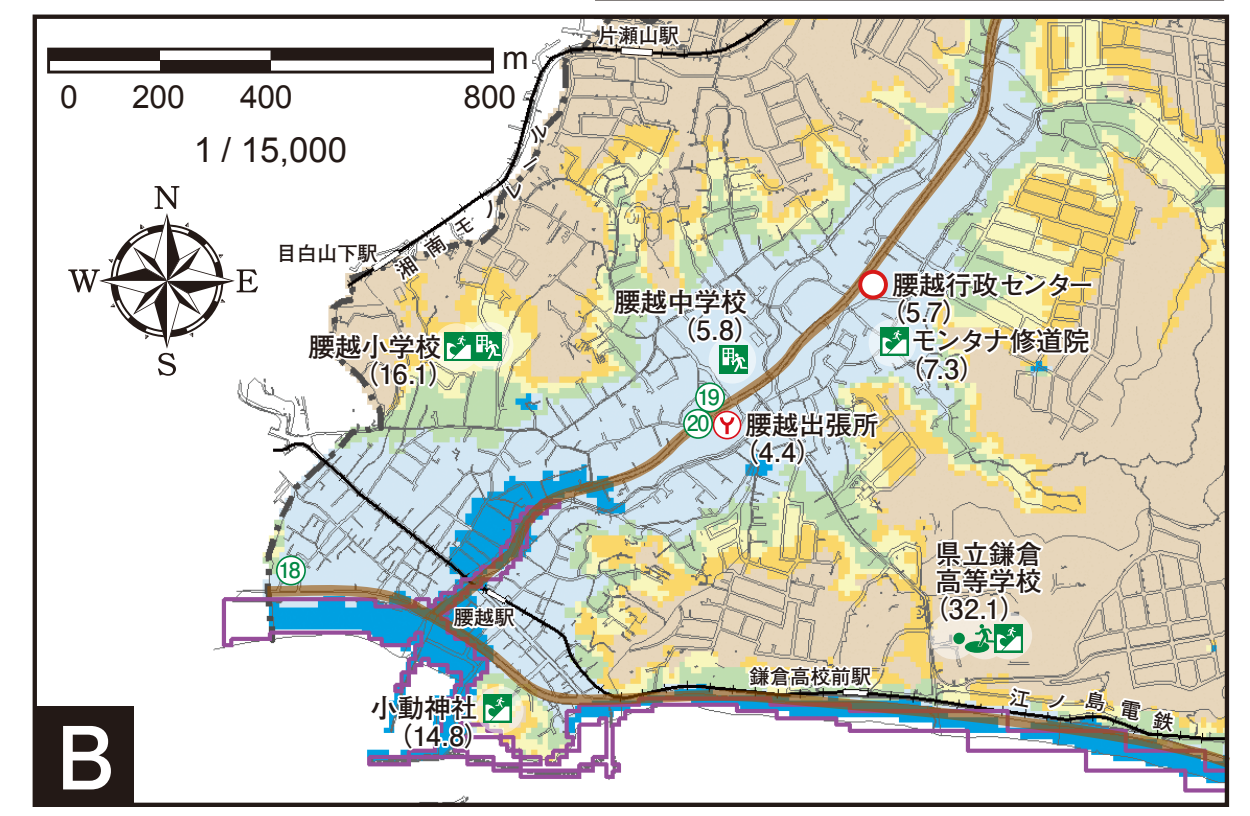 片瀬山駅
m
0 200 400 800
1 / 15,000
湘南モノレール
N
W E
S
目白山下駅
腰越小学校
(16.1)
腰越中学校
(5.8)
腰越行政センター
(5.7)
モンタナ修道院
(7.3)
19
20
腰越出張所
(4.4)
18
県立鎌倉
高等学校
(32.1)
腰越駅
鎌倉高校前駅
江ノ島電鉄
小動神社
(14.8)
B